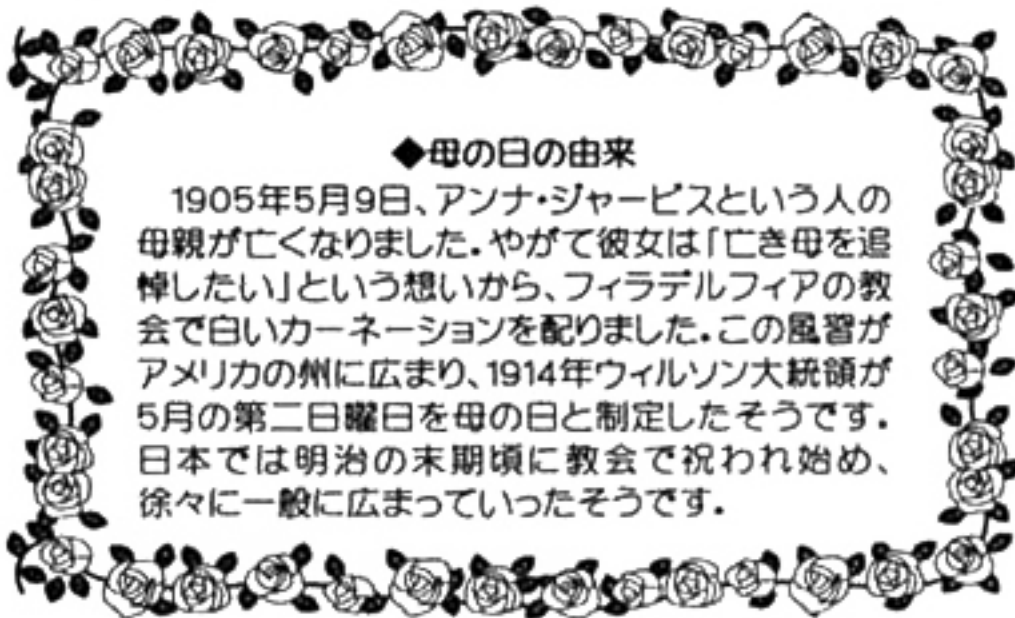 ◆母の日の由来
1905年5月9日、アンナ・ジャービスという人の
母親が亡くなりました。やがて彼女は「亡き母を追
悼したい」という想いから、フィラデルフィアの教
会で白いカーネーションを配りました。この風習が
アメリカの州に広まり、1914年ウィルソン大統領が
5月の第二日曜日を母の日と制定したそうです。
日本では明治の末期頃に教会で祝われ始め、
徐々に一般に広まっていったそうです。